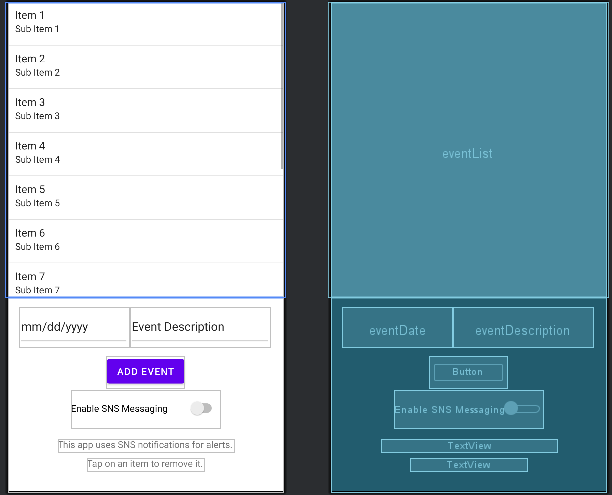 Item 1
Sub Item 1
Item 2
Sub Item 2
Item 3
Sub Item 3
Item 4
Sub Item 4
Item 5
Sub Item 5
Item 6
Sub Item 6
Item 7
Sub Item 7
mm/dd/yyyy
Event Description
ADD EVENT
Enable SNS Messaging
This app uses SNS notifications for alerts.
Tap on an item to remove it.
eventList
eventDate
eventDescription
Button
Enable SNS Messaging
TextView
TextView